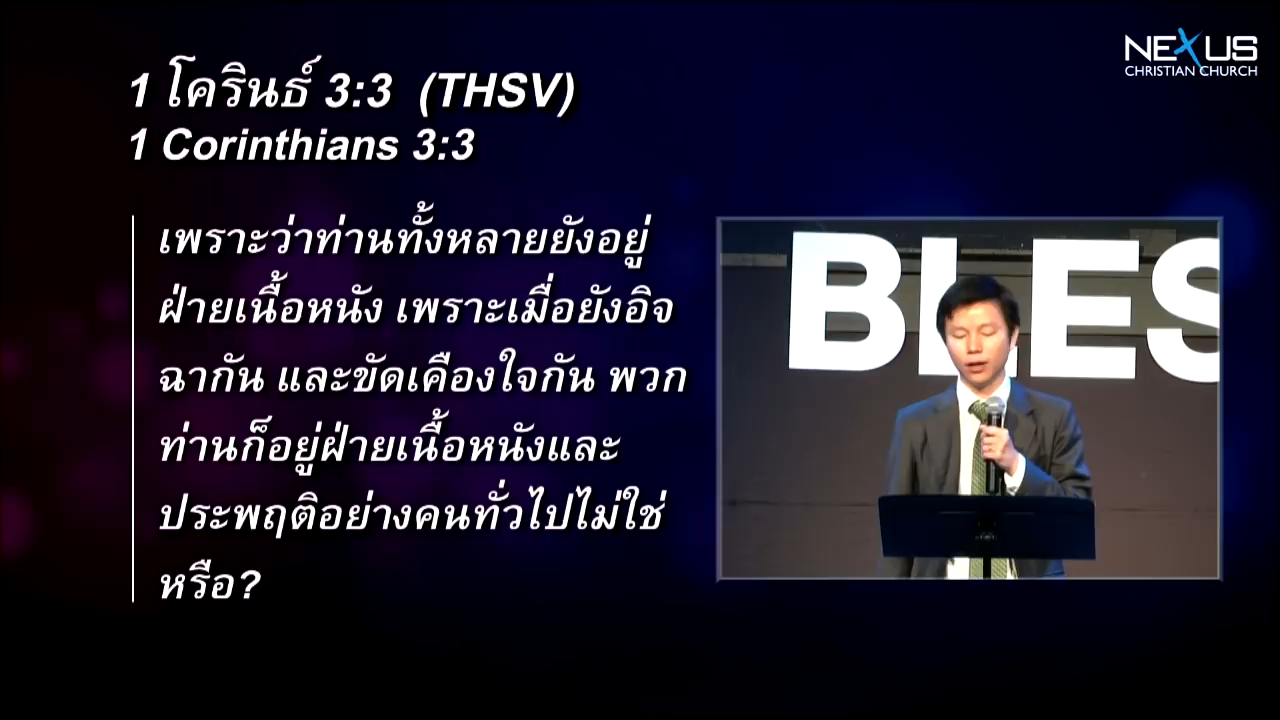 NEXUS
CHRISTIAN CHURCH
1 โครินธ์ 3:3 (THSV)
1 Corinthians 3:3
เพราะว่าท่านทั้งหลายยังอยู่
ฝ่ายเนื้อหนัง เพราะเมื่อยังอิจ
ฉากัน และขัดเคืองใจกัน พวก
ท่านก็อยู่ฝ่ายเนื้อหนังและ
ประพฤติอย่างคนทั่วไปไม่ใช่
หรือ?
BLES